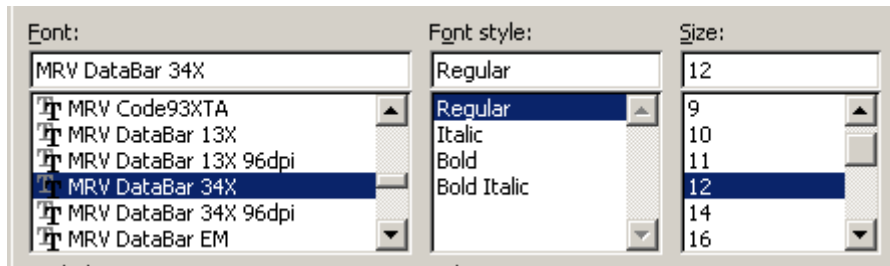 Font: Font style: Size:
MRV DataBar 34X Regular 12
MRV Code93XTA Regular 9
MRV DataBar 13X Italic 10
MRV DataBar 13X 96dpi Bold 11
MRV DataBar 34X Bold Italic 12
MRV DataBar 34X 96dpi 14
MRV DataBar EM 16